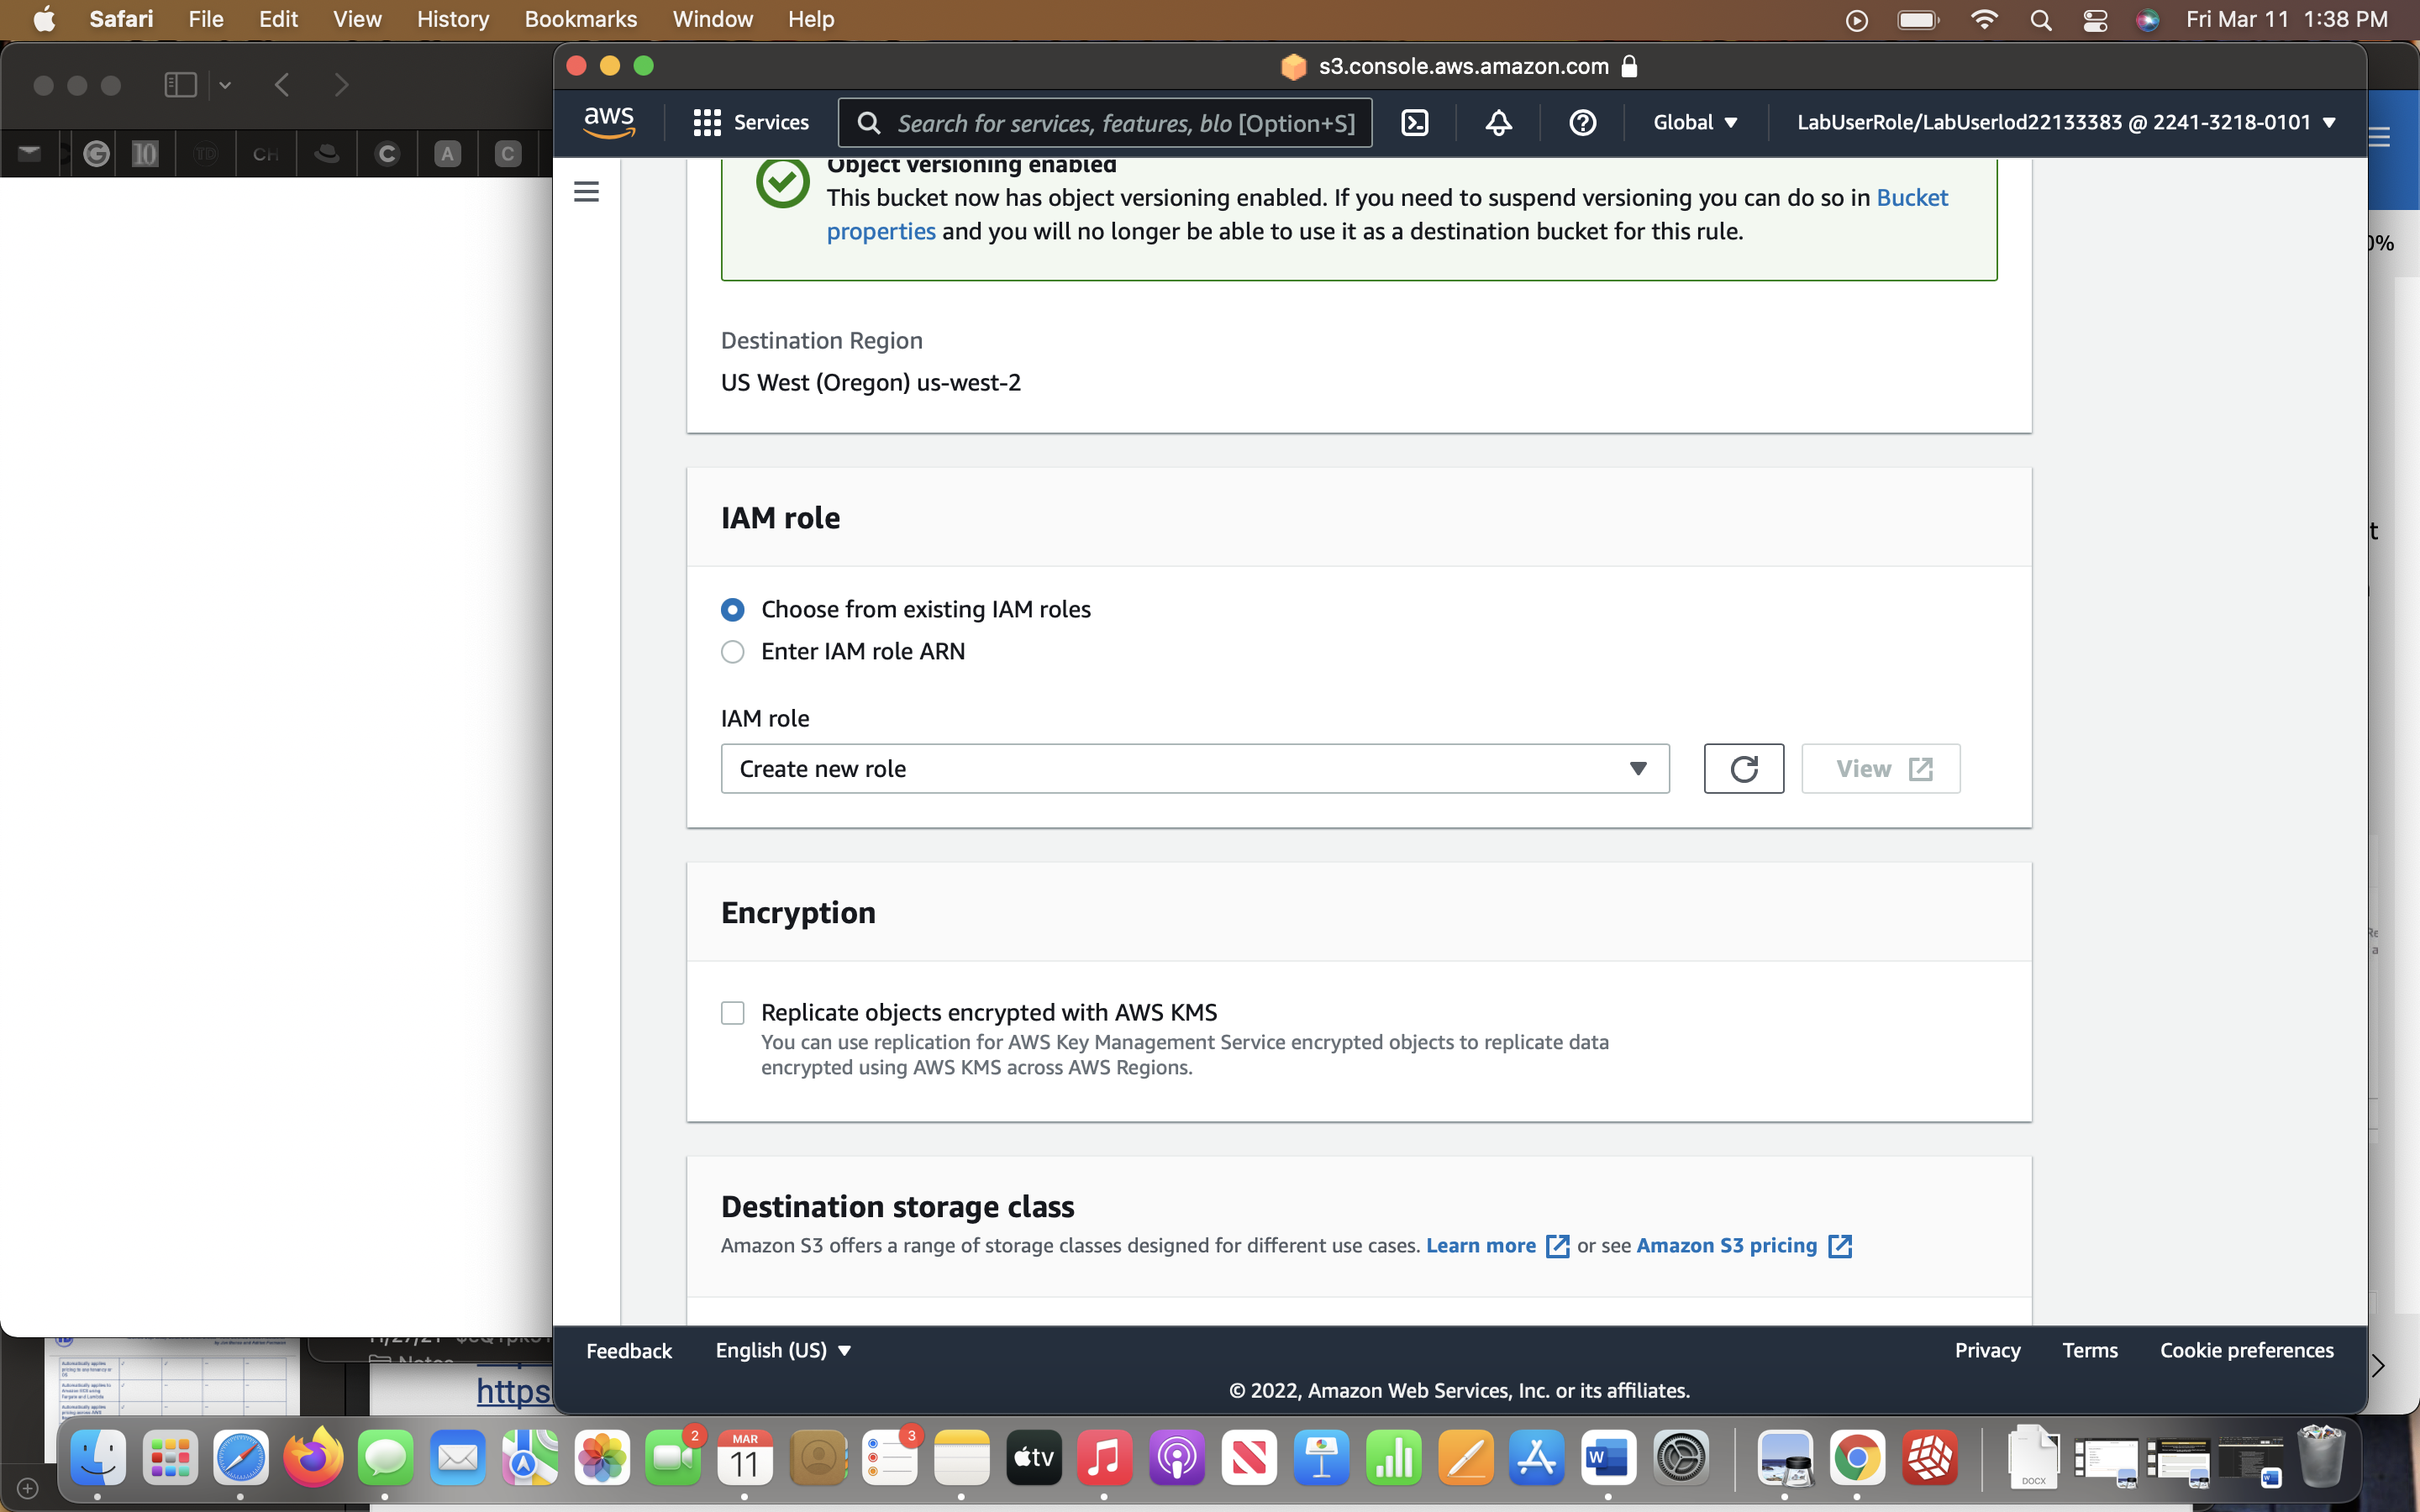 Safari File Edit View History Bookmarks Window Help Fri Mar 11 1:38 PM
s3.console.aws.amazon.com
aws Services Search for services, features, blo [Option+S] Global LabUserRole/LabUserlod22133383 @ 2241-3218-0101
10 TD CH C A C
Object versioning enabled
This bucket now has object versioning enabled. If you need to suspend versioning you can do so in Bucket
properties and you will no longer be able to use it as a destination bucket for this rule.
Destination Region
US West (Oregon) us-west-2
IAM role
Choose from existing IAM roles
Enter IAM role ARN
IAM role
Create new role
View
Encryption
Replicate objects encrypted with AWS KMS
You can use replication for AWS Key Management Service encrypted objects to replicate data
encrypted using AWS KMS across AWS Regions.
Destination storage class
Amazon S3 offers a range of storage classes designed for different use cases. Learn more or see Amazon S3 pricing
https
Feedback English (US) Privacy Terms Cookie preferences
© 2022, Amazon Web Services, Inc. or its affiliates.
2 MAR 11 3 tv W DOCX